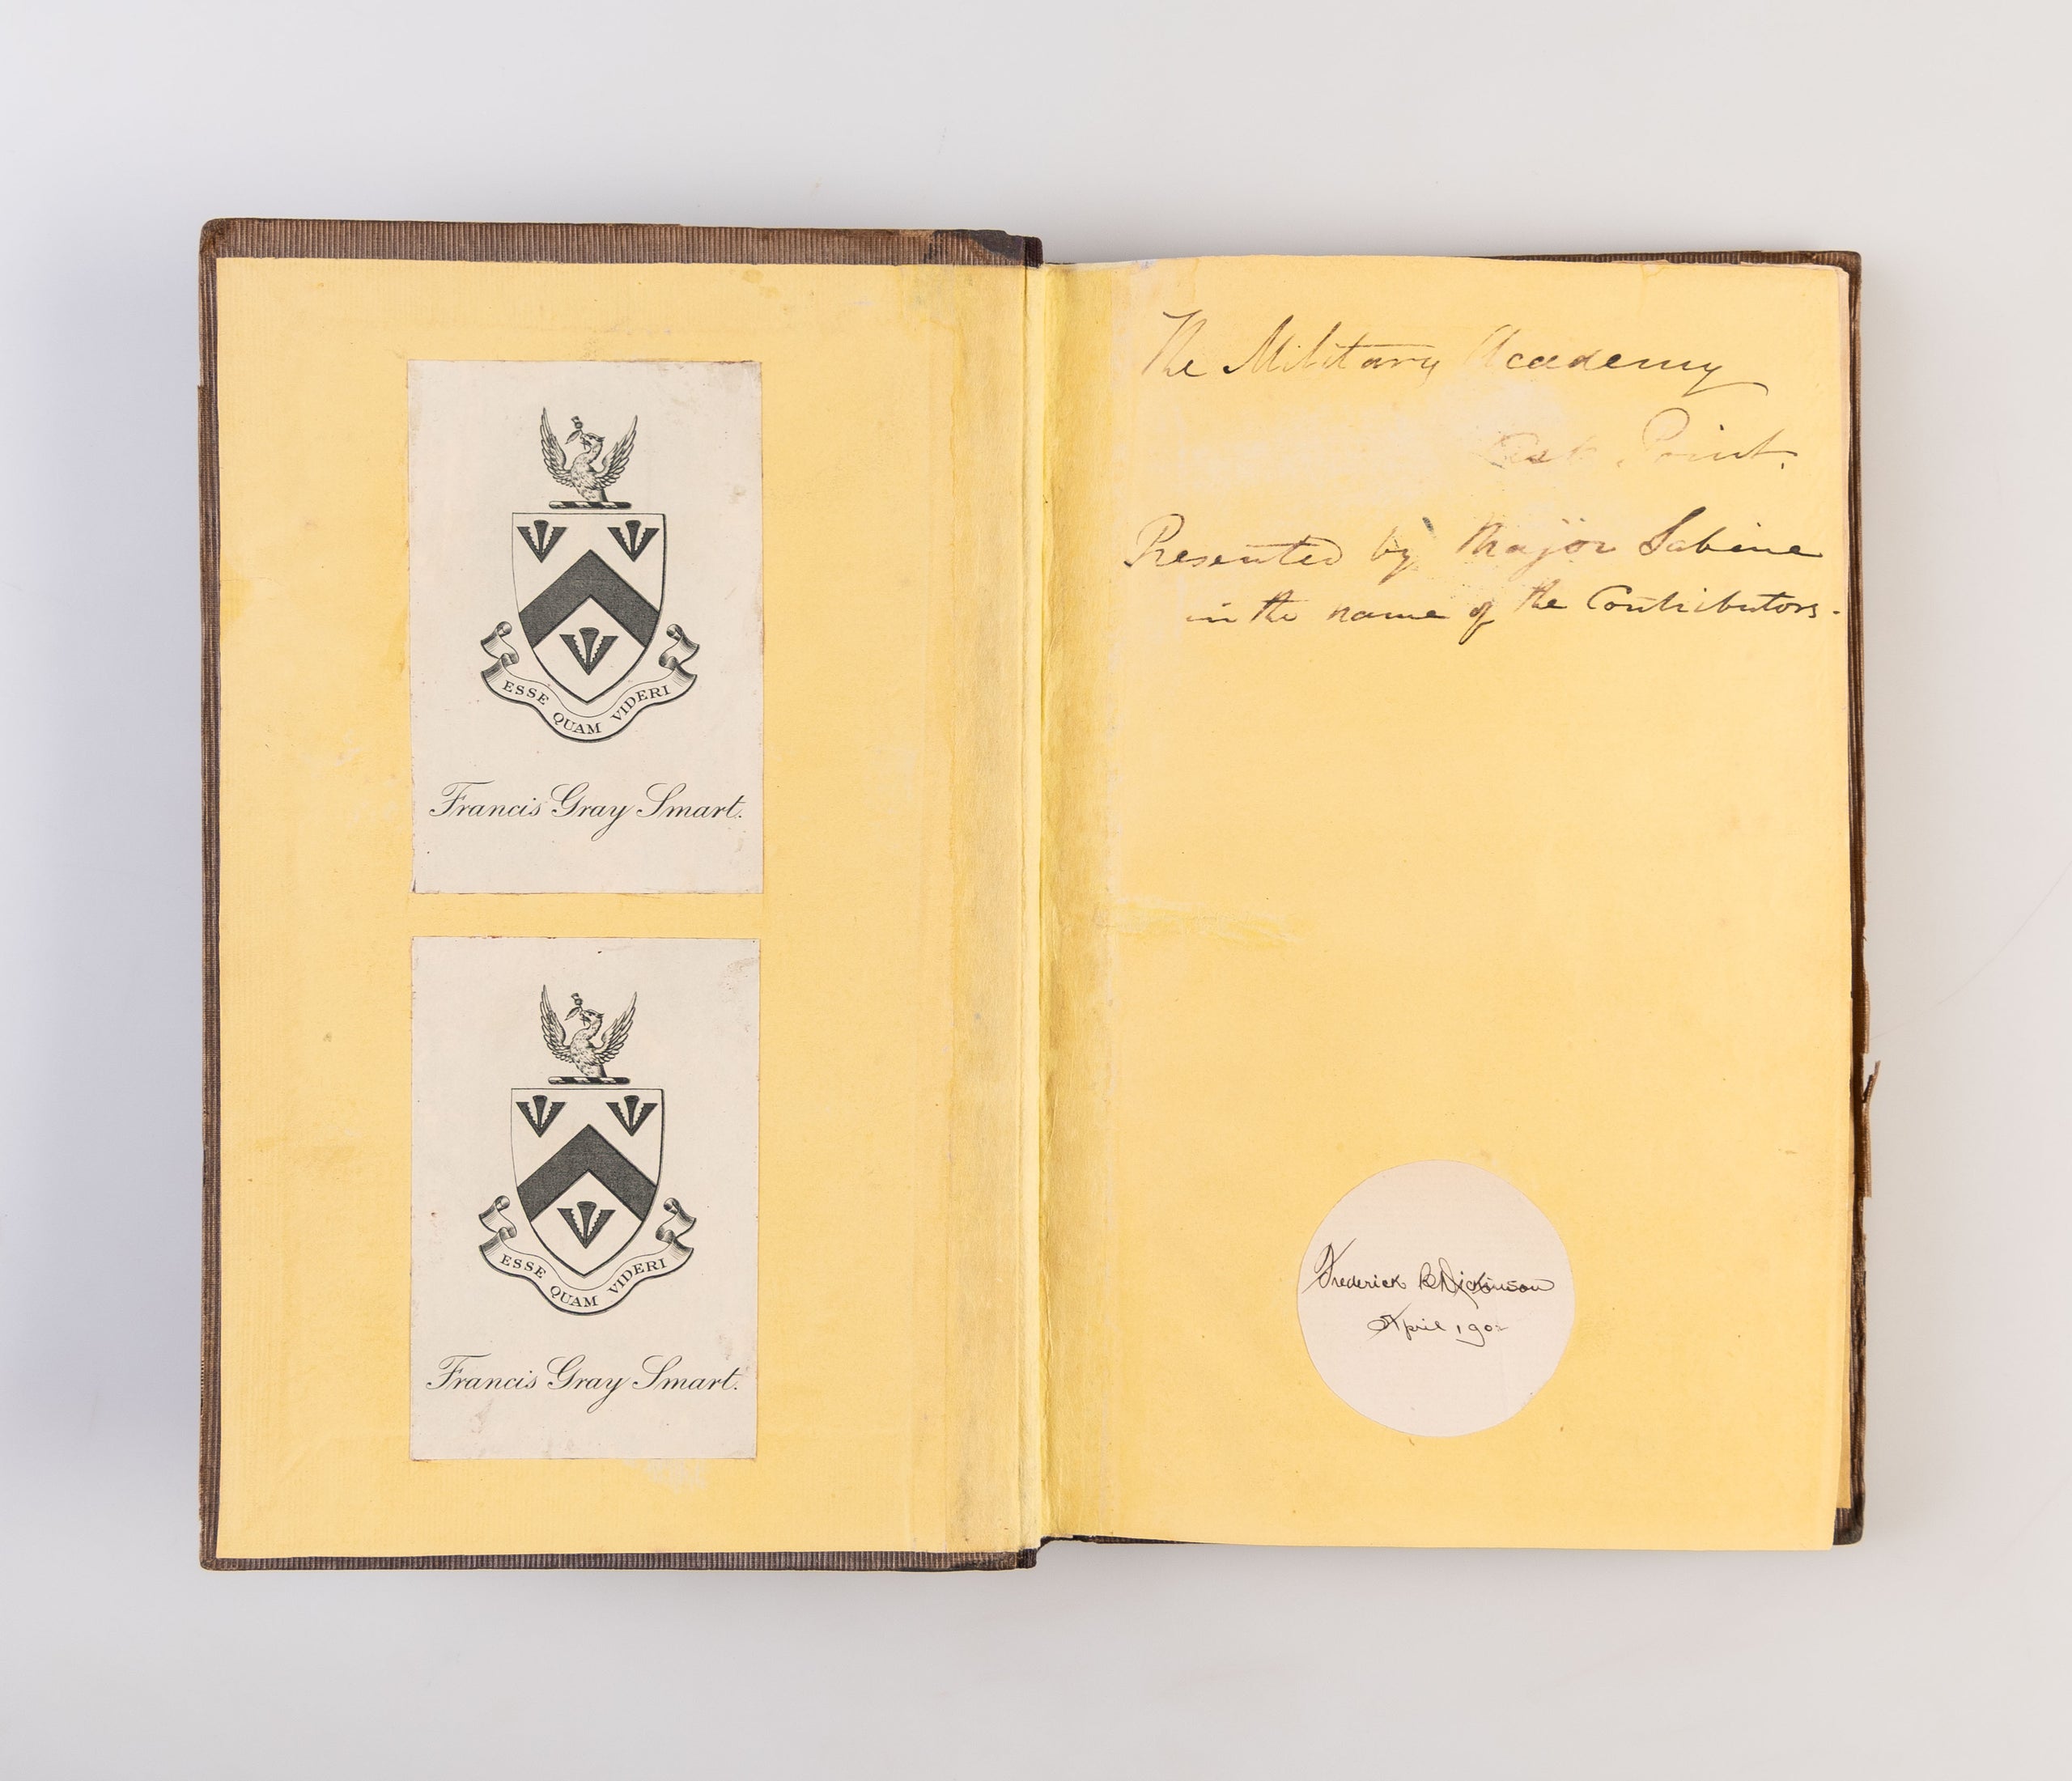 ESSE QUAM VIDERI
Francis Gray Smart.
ESSE QUAM VIDERI
Francis Gray Smart.
The Military Academy
West Point.
Presented by Major Sabine
in the name of the Contributors.
Frederick B Dickinson
April 1902